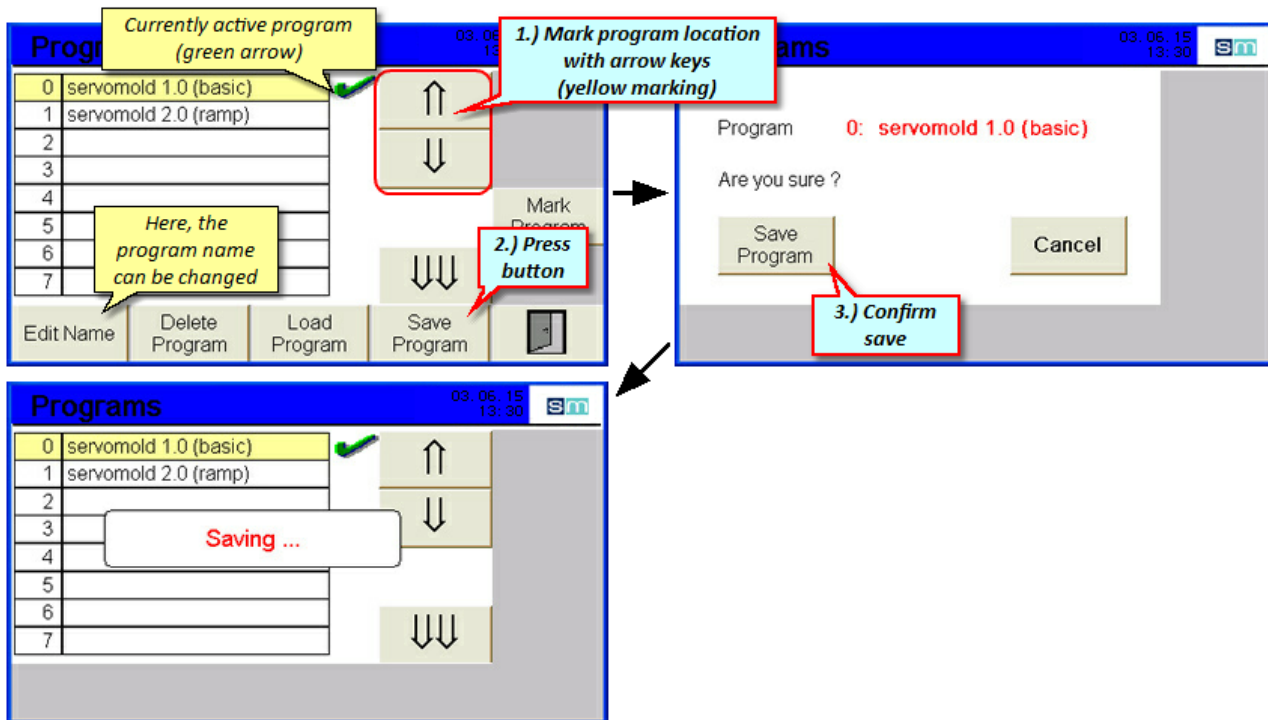 Currently active program
(green arrow)
1.) Mark program location
with arrow keys
(yellow marking)
0 servomold 1.0 (basic)
1 servomold 2.0 (ramp)
2
3
4
5
6
7
⇑
⇓
⇓⇓
Here, the
program name
can be changed
Mark
2.) Press
button
Edit Name
Delete
Program
Load
Program
Save
Program
03. 06. 15
13: 30
sm
Program 0: servomold 1.0 (basic)
Are you sure ?
Save
Program
Cancel
3.) Confirm
save
Programs
03. 06. 15
13: 30
sm
0 servomold 1.0 (basic)
1 servomold 2.0 (ramp)
2
3
4
5
6
7
⇑
⇓
⇓⇓
Saving ...